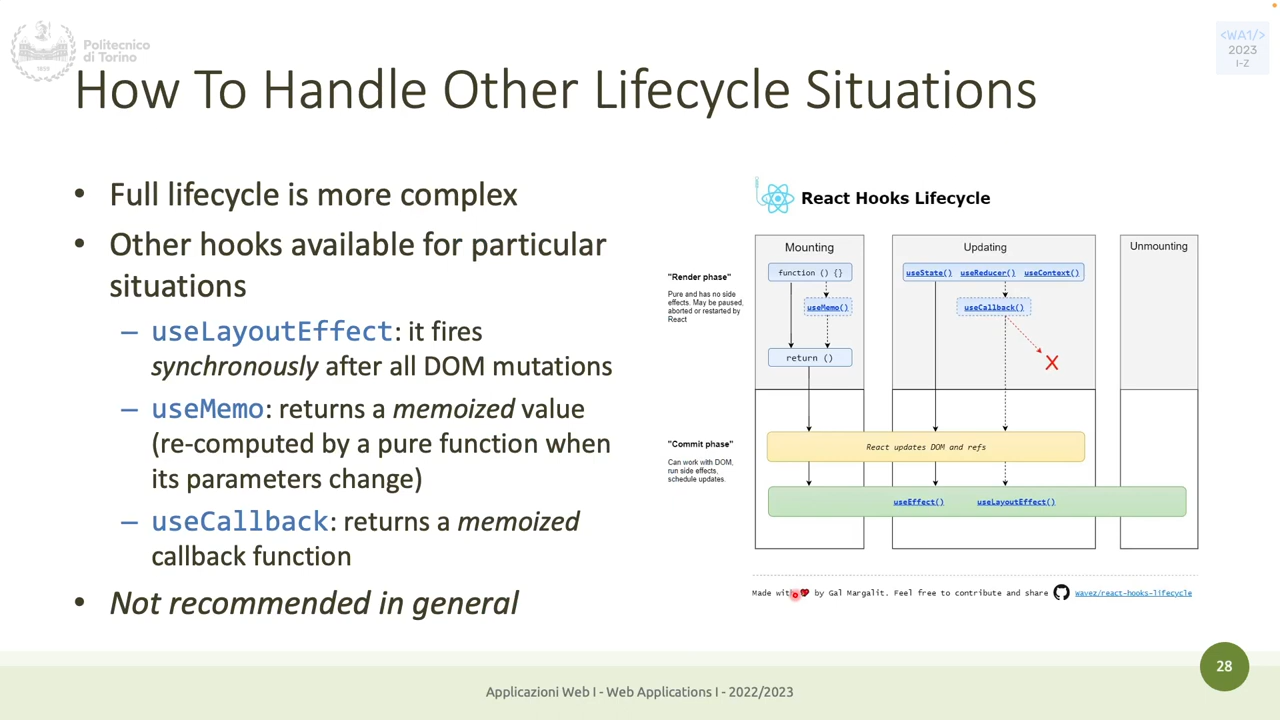 Politecnico
di Torino
1859
<WA1/>
2023
I-Z
How To Handle Other Lifecycle Situations
• Full lifecycle is more complex
• Other hooks available for particular
situations
– useLayoutEffect: it fires
synchronously after all DOM mutations
– useMemo: returns a memoized value
(re-computed by a pure function when
its parameters change)
– useCallback: returns a memoized
callback function
• Not recommended in general
React Hooks Lifecycle
Mounting
Updating
Unmounting
"Render phase"
Pure and has no side
effects. May be paused,
aborted or restarted by
React
function () {}
useMemo()
return ()
useState() useReducer() useContext()
useCallback()
X
"Commit phase"
Can work with DOM,
run side effects,
schedule updates.
React updates DOM and refs
useEffect() useLayoutEffect()
Made with by Gal Margalit. Feel free to contribute and share wavez/react-hooks-lifecycle
28
Applicazioni Web I - Web Applications I - 2022/2023